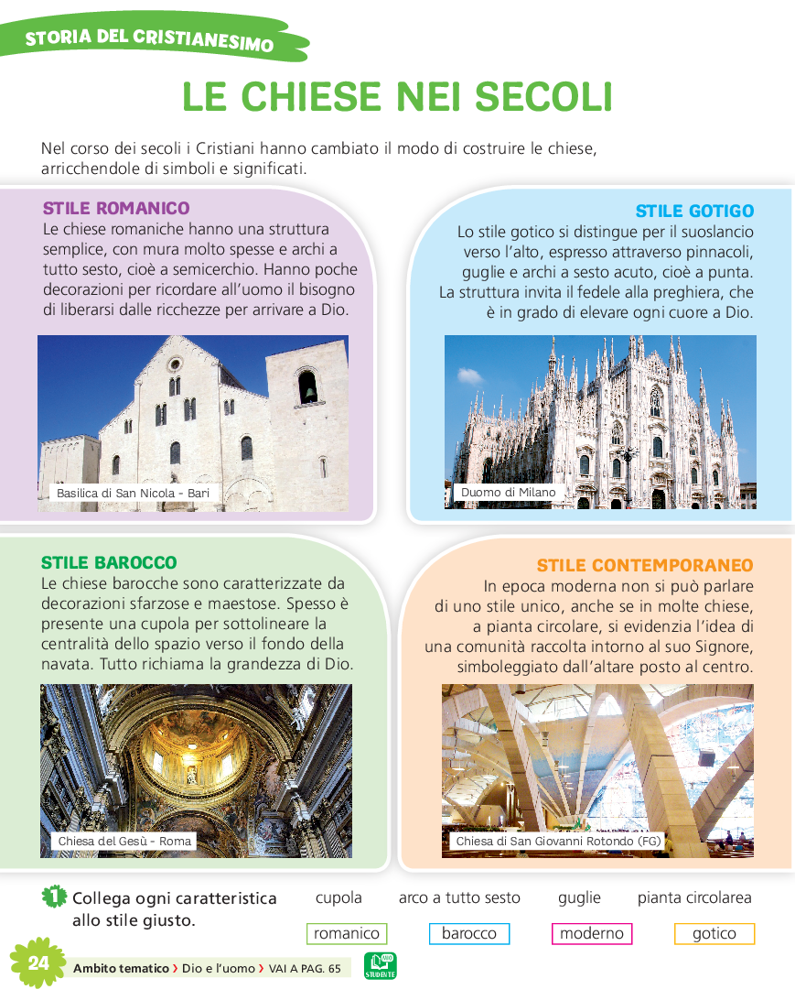 STORIA DEL CRISTIANESIMO
LE CHIESE NEI SECOLI
Nel corso dei secoli i Cristiani hanno cambiato il modo di costruire le chiese,
arricchendole di simboli e significati.
STILE ROMANICO
Le chiese romaniche hanno una struttura
semplice, con mura molto spesse e archi a
tutto sesto, cioè a semicerchio. Hanno poche
decorazioni per ricordare all'uomo il bisogno
di liberarsi dalle ricchezze per arrivare a Dio.
Basilica di San Nicola - Bari
STILE GOTIGO
Lo stile gotico si distingue per il suoslancio
verso l'alto, espresso attraverso pinnacoli,
guglie e archi a sesto acuto, cioè a punta.
La struttura invita il fedele alla preghiera, che
è in grado di elevare ogni cuore a Dio.
Duomo di Milano
STILE BAROCCO
Le chiese barocche sono caratterizzate da
decorazioni sfarzose e maestose. Spesso è
presente una cupola per sottolineare la
centralità dello spazio verso il fondo della
navata. Tutto richiama la grandezza di Dio.
Chiesa del Gesù - Roma
STILE CONTEMPORANEO
In epoca moderna non si può parlare
di uno stile unico, anche se in molte chiese,
a pianta circolare, si evidenzia l'idea di
una comunità raccolta intorno al suo Signore,
simboleggiato dall'altare posto al centro.
Chiesa di San Giovanni Rotondo (FG)
1 Collega ogni caratteristica
allo stile giusto.
cupola arco a tutto sesto guglie pianta circolarea
romanico barocco moderno gotico
24 Ambito tematico › Dio e l'uomo › VAI A PAG. 65
MIO
STUDENTE